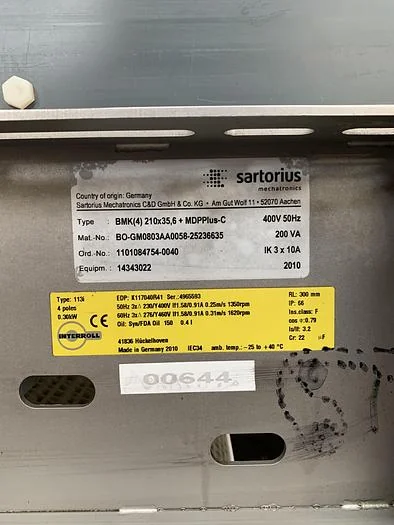 sartorius
mechatronics
Country of origin: Germany
Sartorius Mechatronics C&D GmbH & Co. KG • Am Gut Wolf 11 • 52070 Aachen
Type : BMK(4) 210x35,6 + MDPPlus-C 400V 50Hz
Mat.-No.: BO-GM0803AA0058-25236635 200 VA
Ord.-No.: 1101084754-0040 IK 3 x 10A
Equipm.: 14343022 2010
Type: 113i EDP: X117040R41 Ser.: 4965593 RL: 300 mm
4 poles 50Hz 3± 230/Y400V If1.58/0.91A 0.25m/s 1350rpm IP: 66
0.30kW 60Hz 3± 276/Y460V If1.58/0.91A 0.31m/s 1620rpm Ins.class: F
CE Oil: Syn/FDA Oil 150 0.4 l cos φ:0.79
INTERROLL Is/If: 3.2
41836 Hückelhoven Cr: 22 µF
Made in Germany 2010 IEC34 amb. temp.: -25 to +40 °C
00644